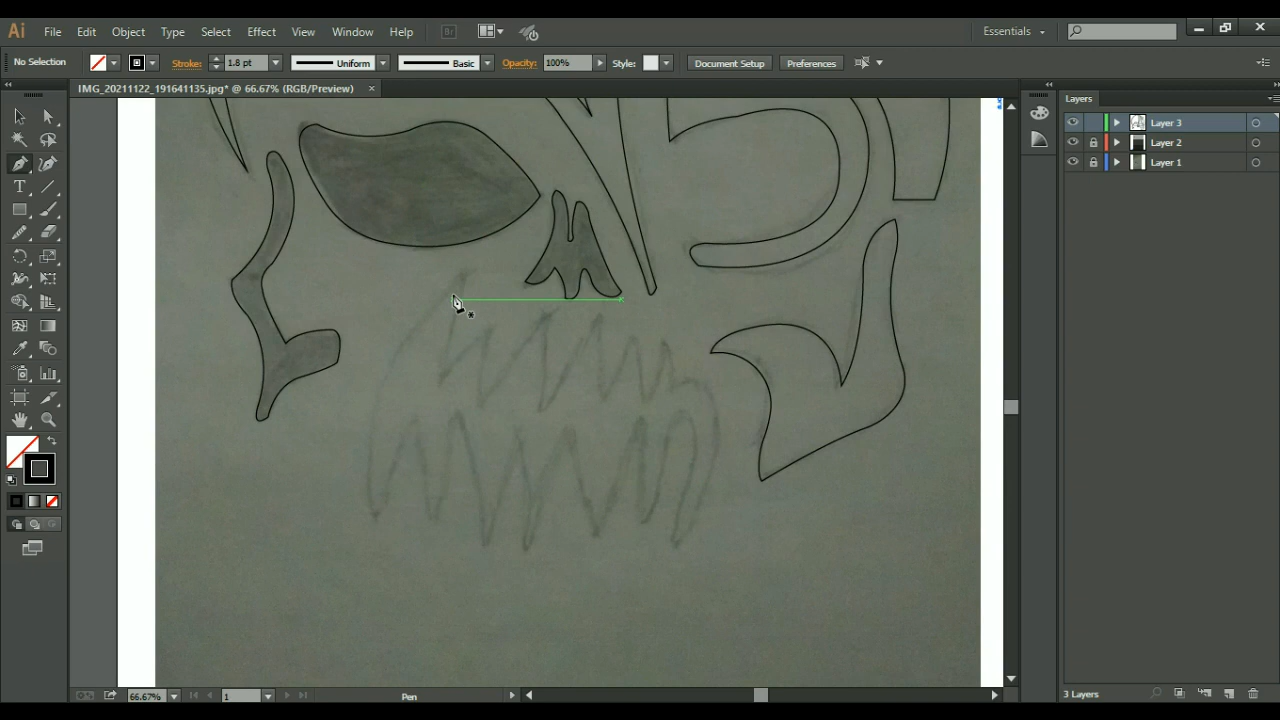 Ai File Edit Object Type Select Effect View Window Help Br Essentials
No Selection Stroke: 1.8 pt Uniform Basic Opacity: 100% Style: Document Setup Preferences
IMG_20211122_191641135.jpg* @ 66.67% (RGB/Preview) ×
Layers
Layer 3
Layer 2
Layer 1
66.67% 1 Pen 3 Layers